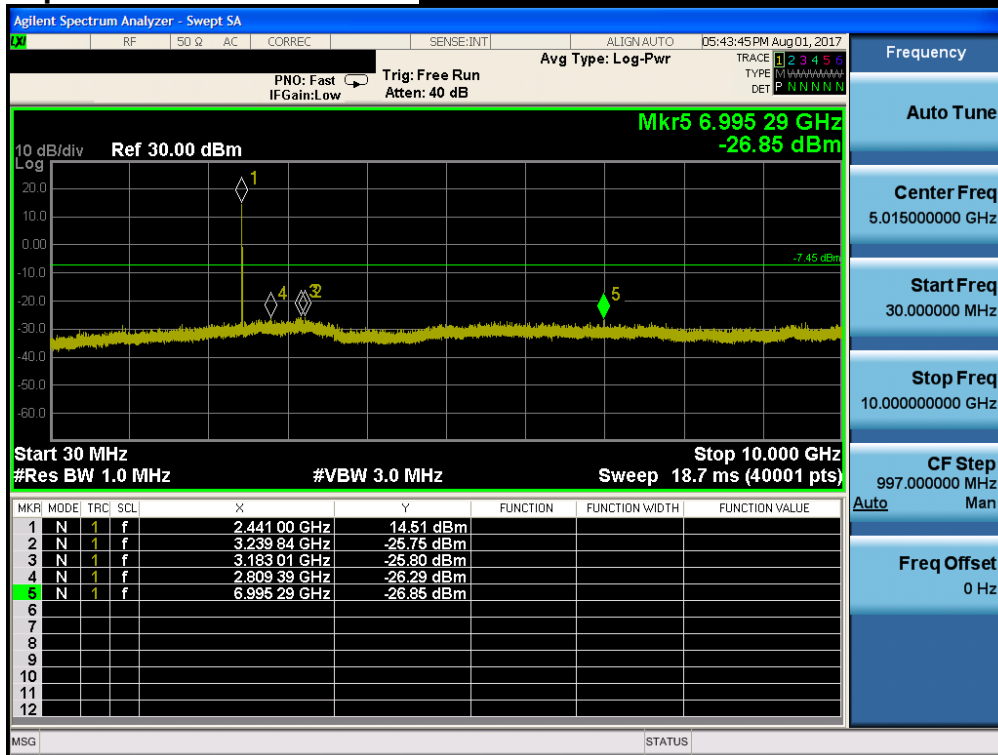 Agilent Spectrum Analyzer - Swept SA
LXI RF 50 Ω AC CORREC SENSE:INT ALIGN AUTO 05:43:45 PM Aug 01, 2017
Frequency
Avg Type: Log-Pwr
TRACE 1 2 3 4 5 6
TYPE M
DET P N N N N N
PNO: Fast
IFGain:Low
Trig: Free Run
Atten: 40 dB
Auto Tune
Mkr5 6.995 29 GHz
-26.85 dBm
10 dB/div Ref 30.00 dBm
Log
20.0
10.0
0.00
-10.0
-20.0
-30.0
-40.0
-50.0
-60.0
1
4
3
2
5
-7.45 dBm
Center Freq
5.015000000 GHz
Start Freq
30.000000 MHz
Stop Freq
10.000000000 GHz
Start 30 MHz Stop 10.000 GHz
#Res BW 1.0 MHz #VBW 3.0 MHz Sweep 18.7 ms (40001 pts)
CF Step
997.000000 MHz
Auto Man
Freq Offset
0 Hz
MKR MODE TRC SCL X Y FUNCTION FUNCTION WIDTH FUNCTION VALUE
1 N 1 f 2.441 00 GHz 14.51 dBm
2 N 1 f 3.239 84 GHz -25.75 dBm
3 N 1 f 3.183 01 GHz -25.80 dBm
4 N 1 f 2.809 39 GHz -26.29 dBm
5 N 1 f 6.995 29 GHz -26.85 dBm
6
7
8
9
10
11
12
MSG STATUS